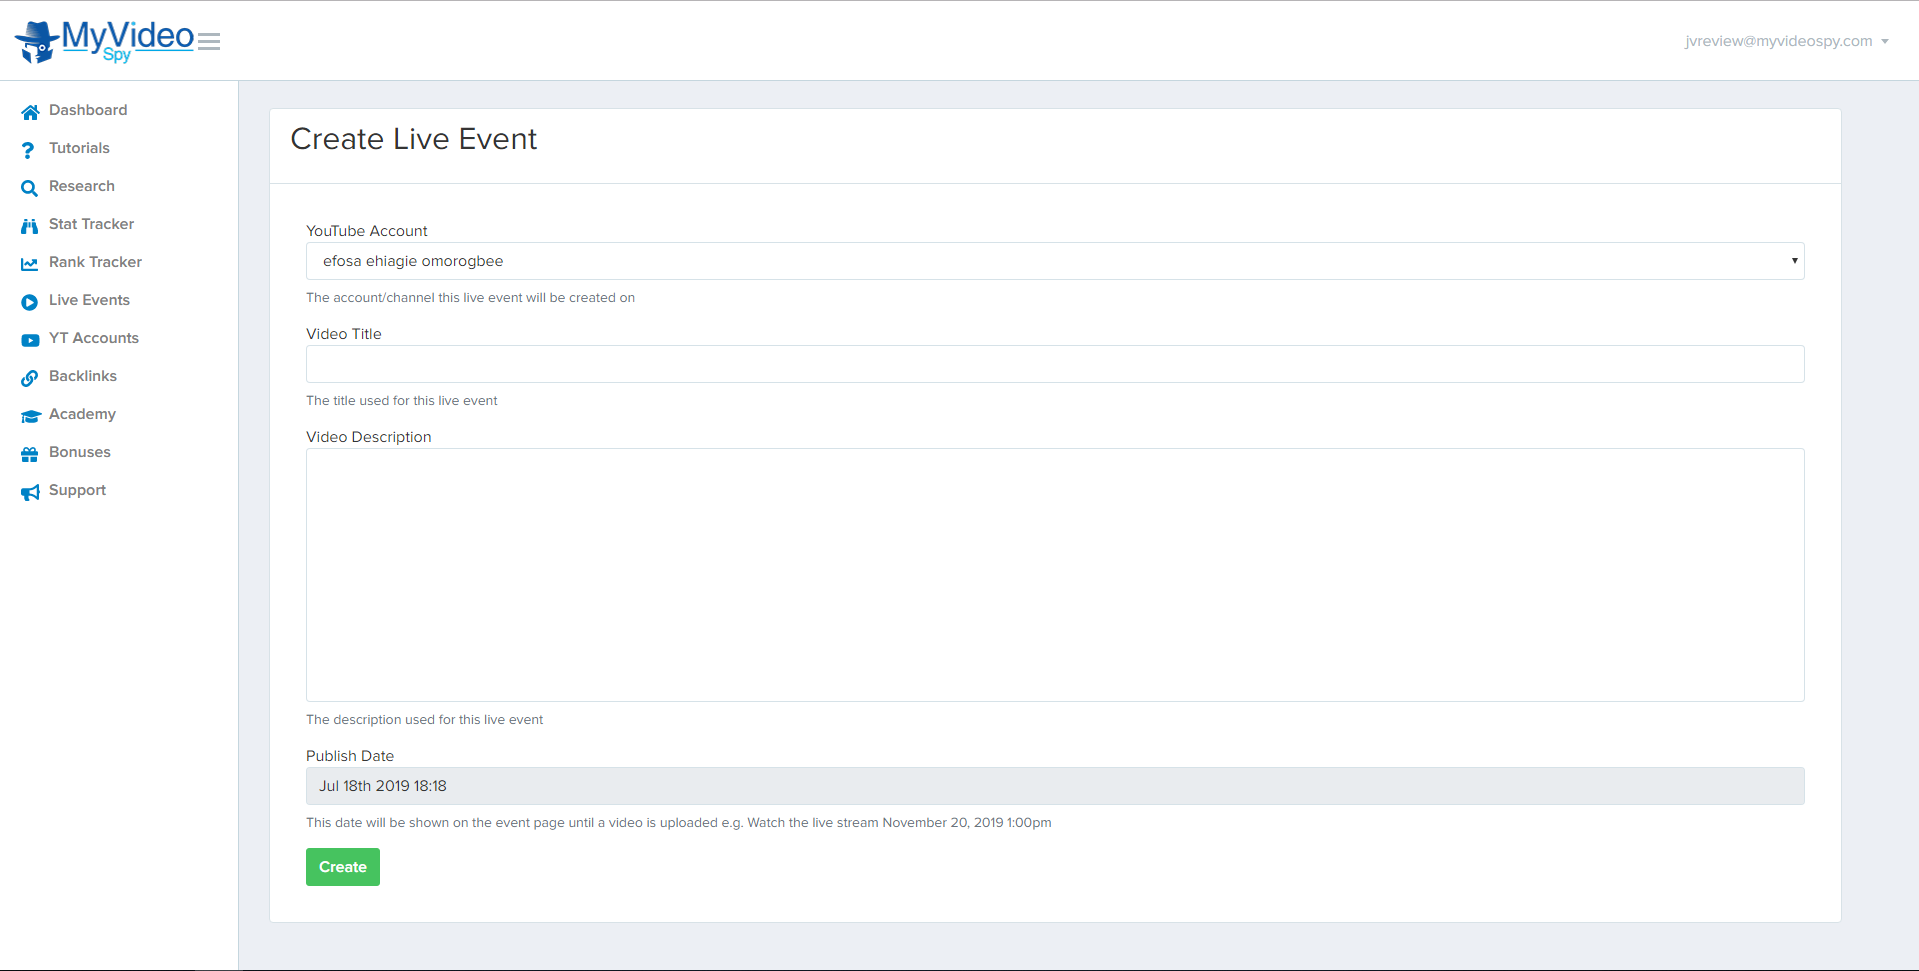 MyVideo
Spy
jvreview@myvideospy.com
Dashboard
Tutorials
Research
Stat Tracker
Rank Tracker
Live Events
YT Accounts
Backlinks
Academy
Bonuses
Support
Create Live Event
YouTube Account
efosa ehiagie omorogbee
The account/channel this live event will be created on
Video Title
The title used for this live event
Video Description
The description used for this live event
Publish Date
Jul 18th 2019 18:18
This date will be shown on the event page until a video is uploaded e.g. Watch the live stream November 20, 2019 1:00pm
Create